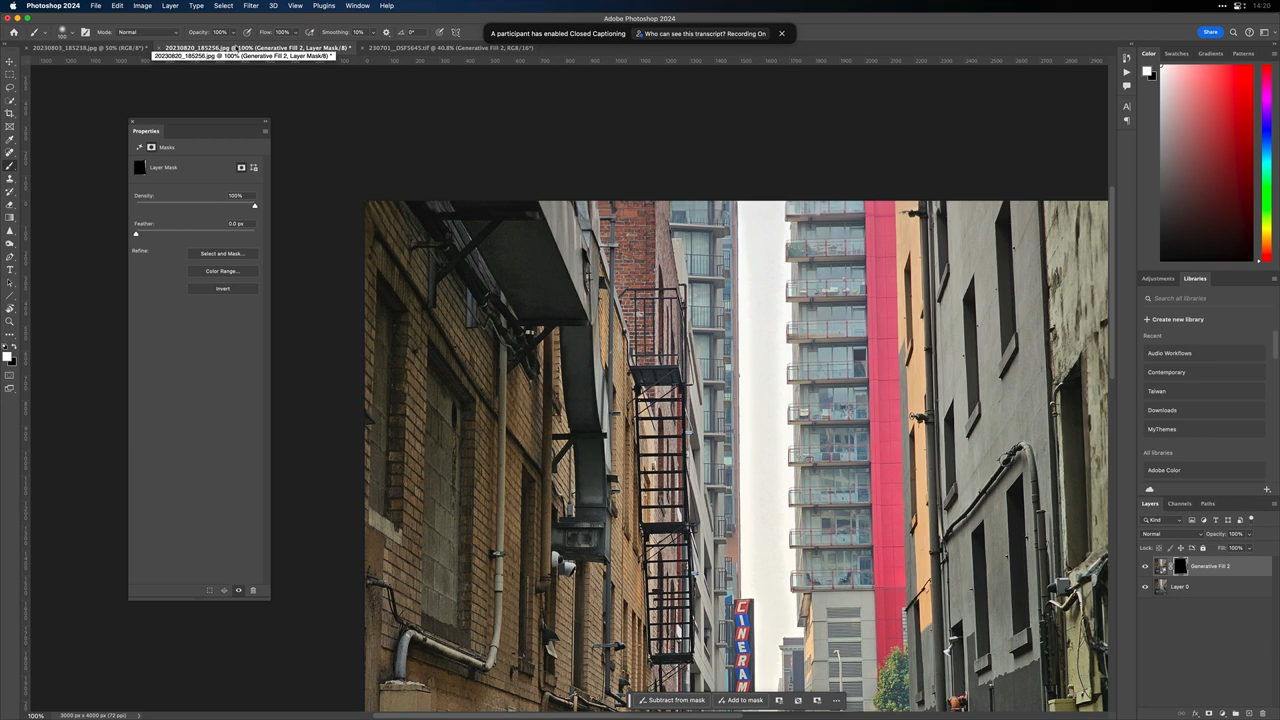 Photoshop 2024 File Edit Image Layer Type Select Filter 3D View Plugins Window Help 14:20
Adobe Photoshop 2024
100 Mode: Normal Opacity: 100% Flow: 100% Smoothing: 10% 0° Share
A participant has enabled Closed Captioning Who can see this transcript? Recording On
20230803_185238.jpg @ 50% (RGB/8*) * 20230820_185256.jpg @ 100% (Generative Fill 2, Layer Mask/8) * 230701_DSF5645.tif @ 40.8% (Generative Fill 2, RGB/16*)
20230820_185256.jpg @ 100% (Generative Fill 2, Layer Mask/8) *
Color Swatches Gradients Patterns
Properties
Masks
Layer Mask
Density: 100%
Feather: 0.0 px
Refine: Select and Mask...
Color Range...
Invert
Adjustments Libraries
Search all libraries
Create new library
Recent
Audio Workflows
Contemporary
Taiwan
Downloads
MyThemes
All libraries
Adobe Color
Layers Channels Paths
Kind
Normal Opacity: 100%
Lock: Fill: 100%
Generative Fill 2
Layer 0
CINERAM
Subtract from mask Add to mask
100% 3000 px x 4000 px (72 ppi)